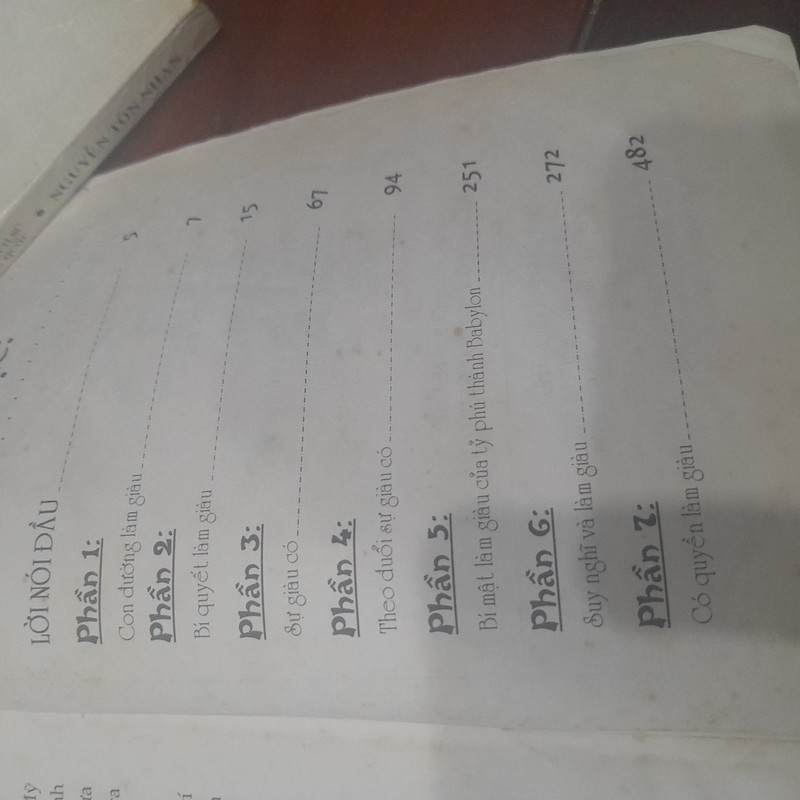 NGUYỄN TÔN NHAN
LỜI NÓI ĐẦU 5
Phần 1:
Con đường làm giàu 7
Phần 2:
Bí quyết làm giàu 15
Phần 3:
Sự giàu có 67
Phần 4:
Theo đuổi sự giàu có 94
Phần 5:
Bí mật làm giàu của tỷ phú thành Babylon 251
Phần 6:
Suy nghĩ và làm giàu 272
Phần 7:
Có quyền làm giàu 482